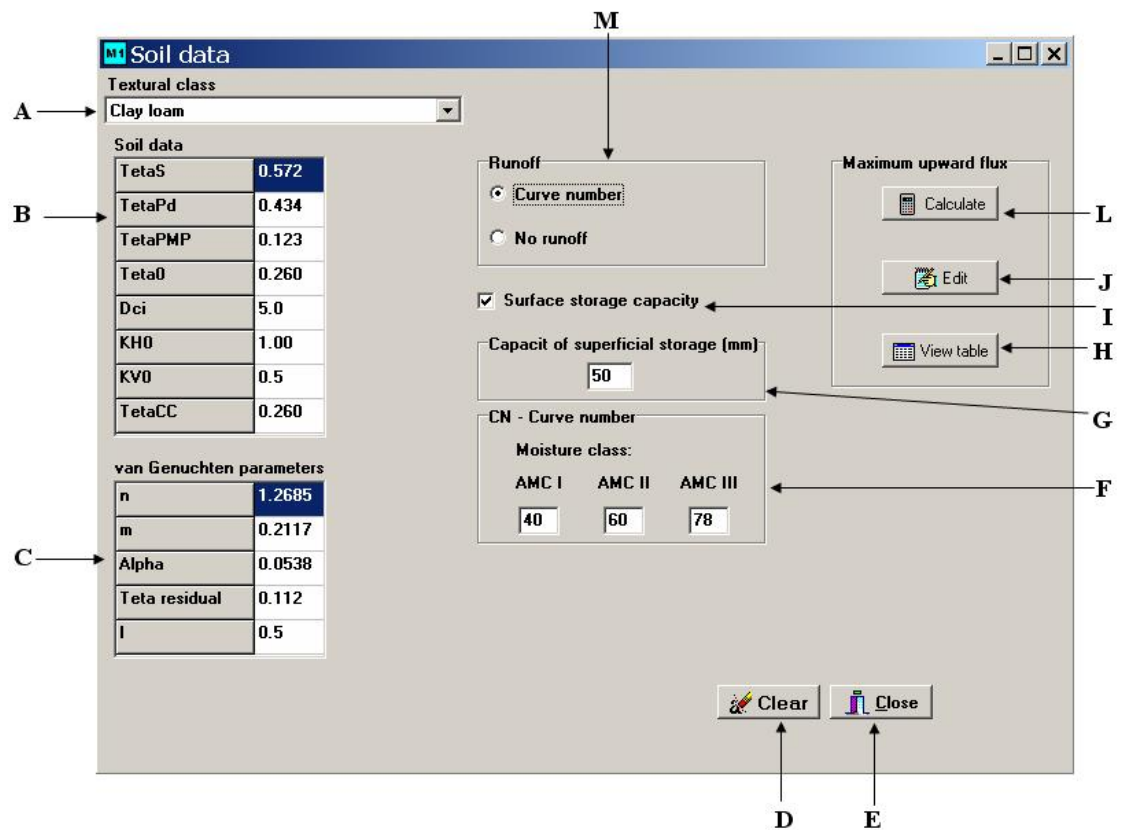 M
M1 Soil data
Textural class
A
Clay loam
Soil data
TetaS 0.572
TetaPd 0.434
TetaPMP 0.123
Teta0 0.260
Dci 5.0
KH0 1.00
KV0 0.5
TetaCC 0.260
B
van Genuchten parameters
n 1.2685
m 0.2117
Alpha 0.0538
Teta residual 0.112
l 0.5
C
Runoff
Curve number
No runoff
Surface storage capacity
I
Capacit of superficial storage (mm)
50
G
CN - Curve number
Moisture class:
AMC I AMC II AMC III
40 60 78
F
Maximum upward flux
Calculate
L
Edit
J
View table
H
Clear
Close
D
E